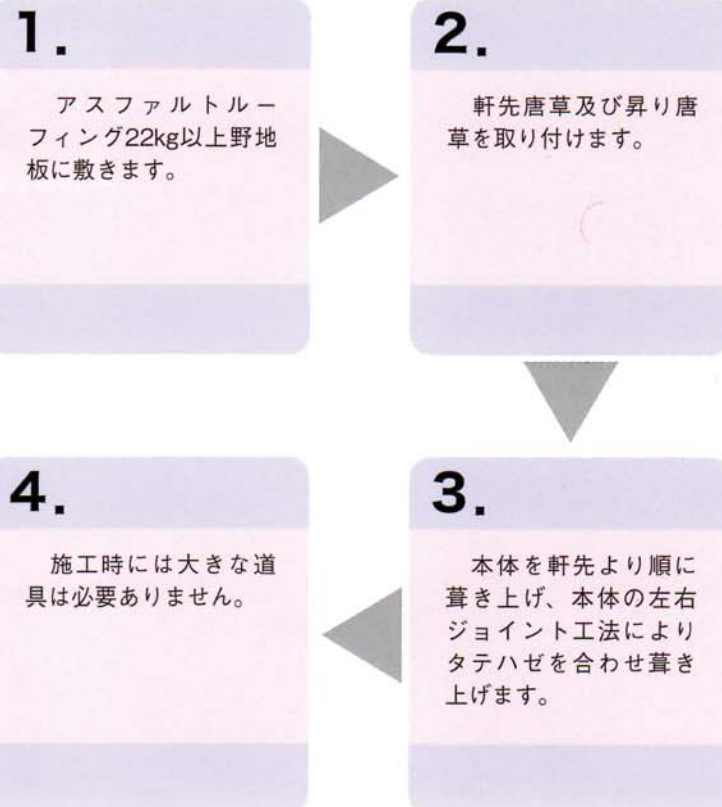 1.
アスファルトルー
フィング22kg以上野地
板に敷きます。
2.
軒先唐草及び昇り唐
草を取り付けます。
3.
本体を軒先より順に
葺き上げ、本体の左右
ジョイント工法により
タテハゼを合わせ葺き
上げます。
4.
施工時には大きな道
具は必要ありません。